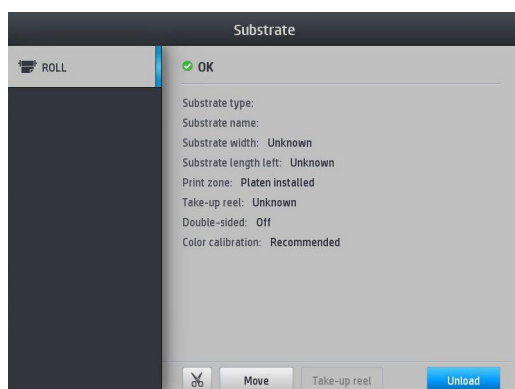 Substrate
ROLL
OK
Substrate type:
Substrate name:
Substrate width: Unknown
Substrate length left: Unknown
Print zone: Platen installed
Take-up reel: Unknown
Double-sided: Off
Color calibration: Recommended
Move Take-up reel Unload